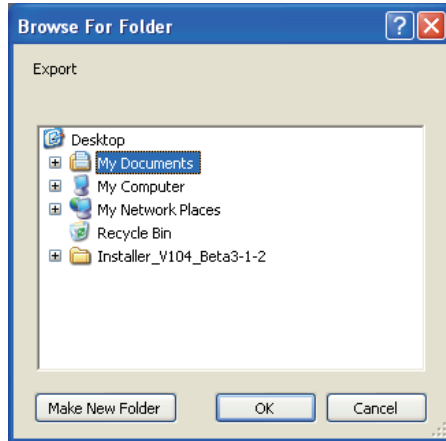 Browse For Folder
Export
Desktop
My Documents
My Computer
My Network Places
Recycle Bin
Installer_V104_Beta3-1-2
Make New Folder
OK
Cancel